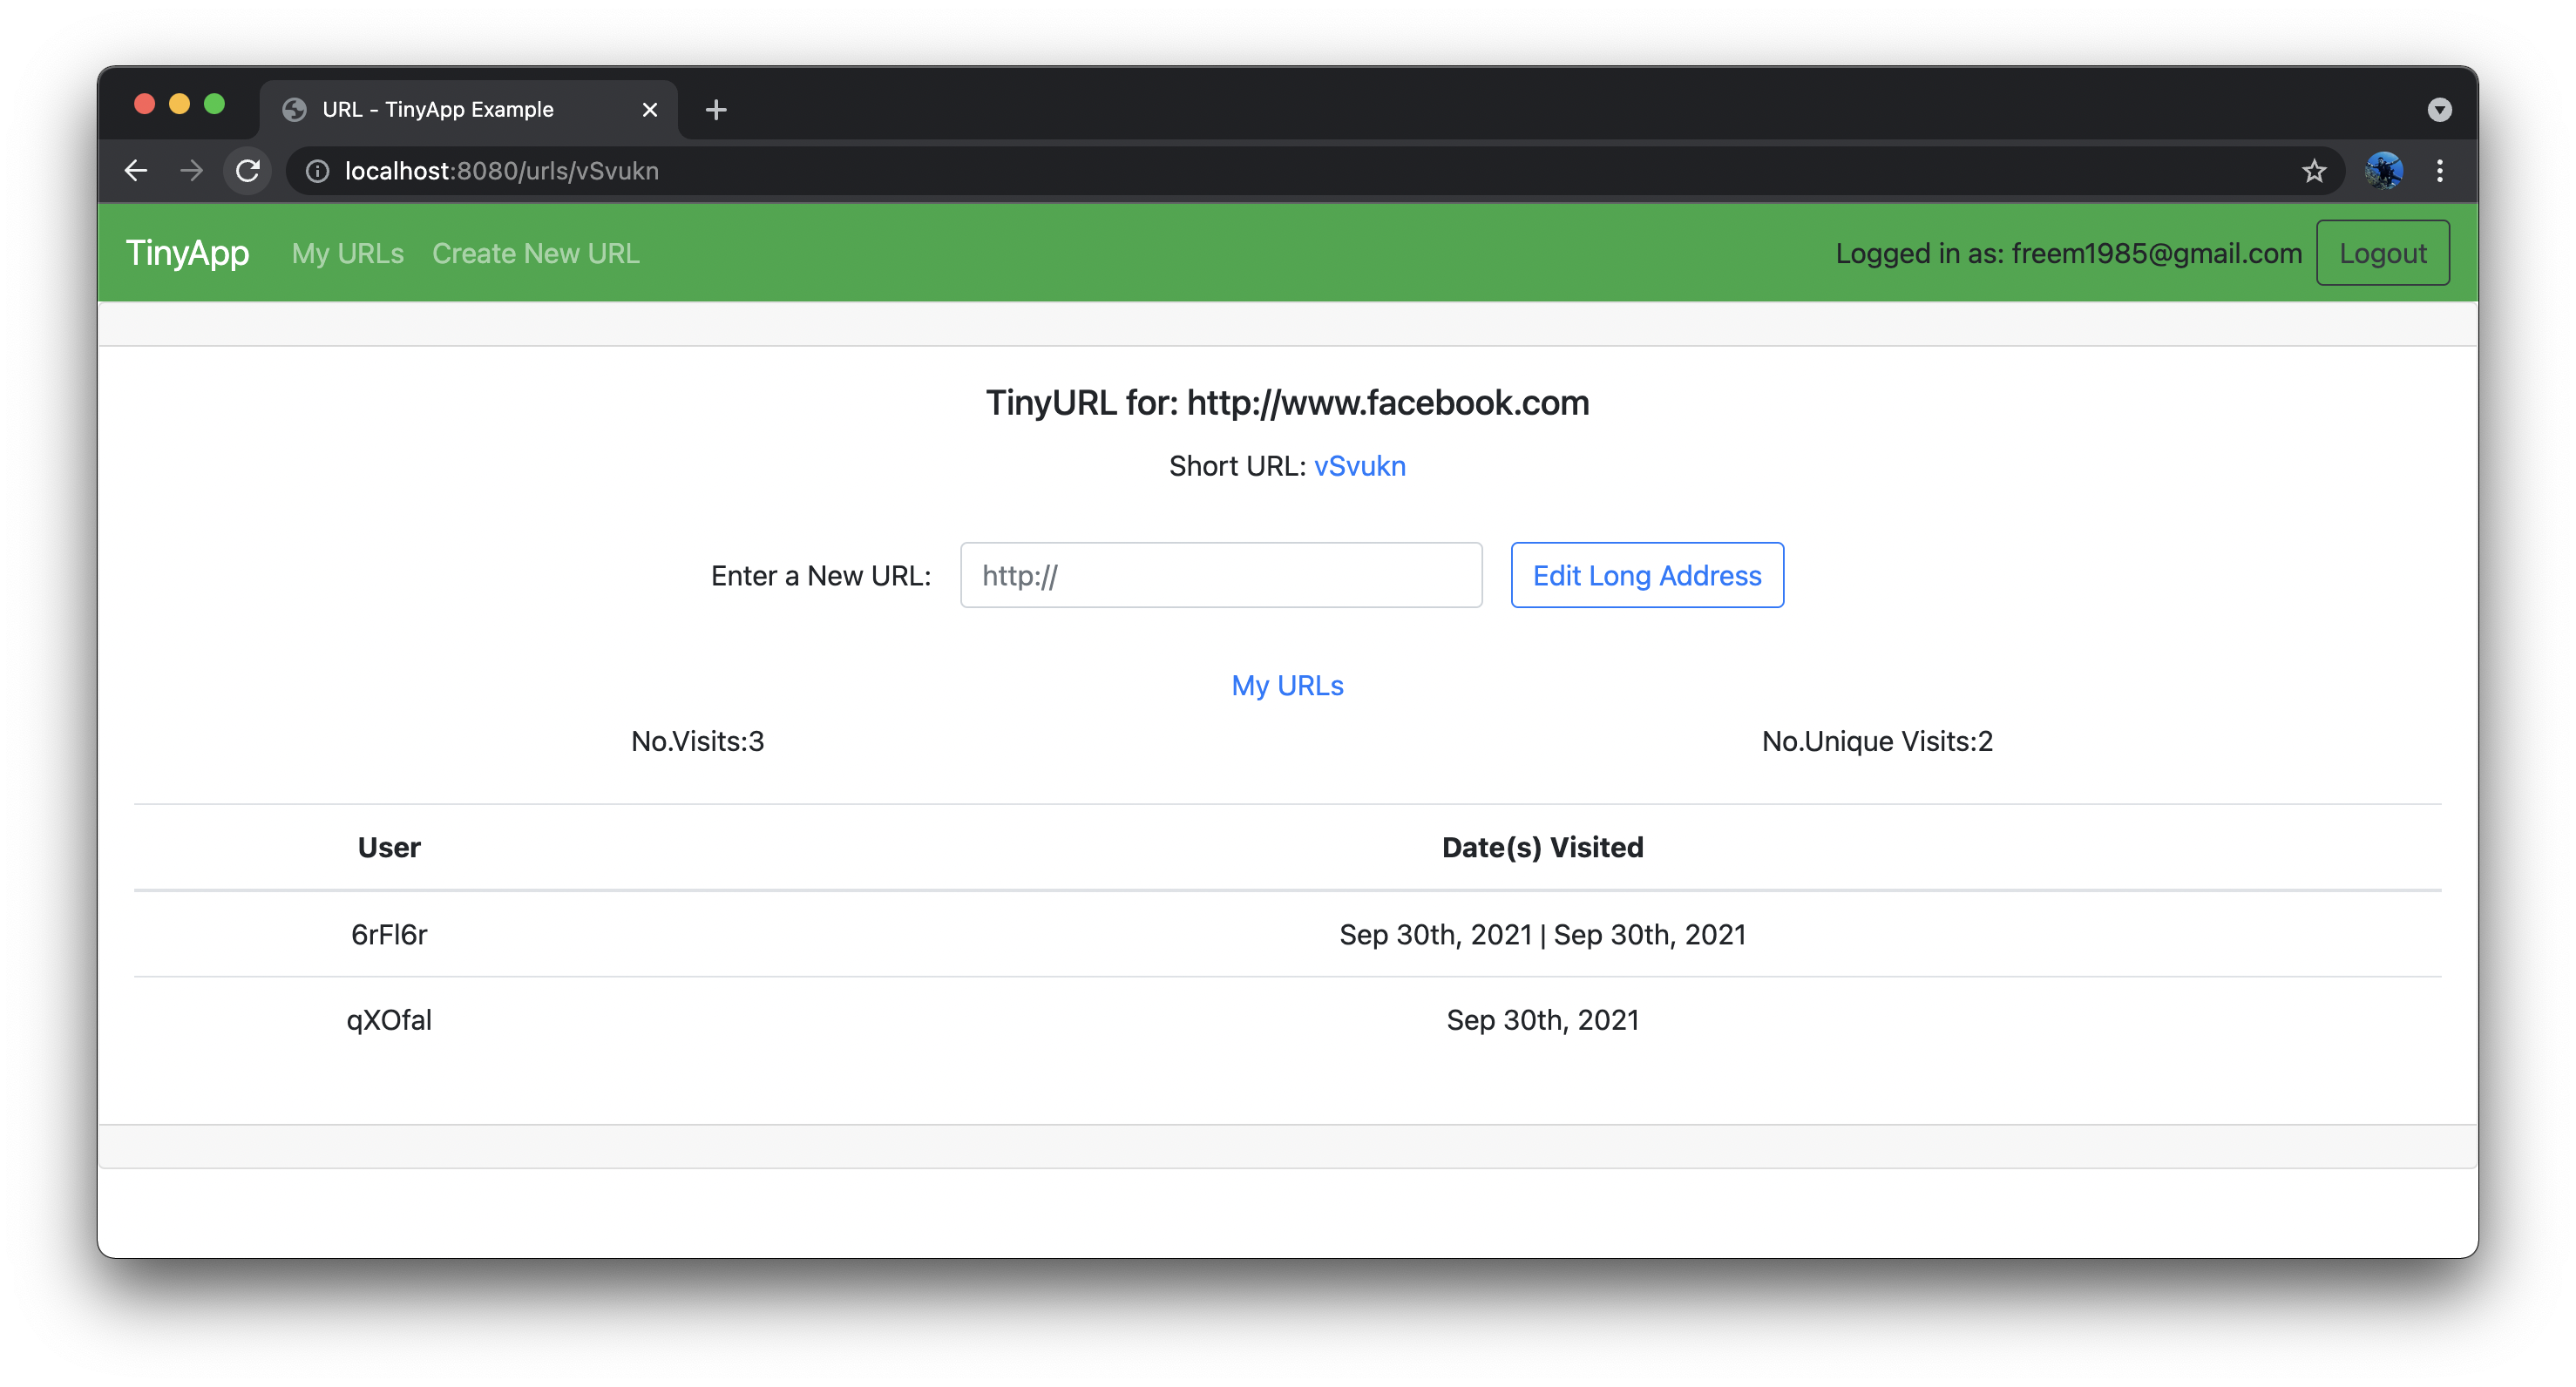 URL - TinyApp Example
localhost:8080/urls/vSvukn
TinyApp My URLs Create New URL Logged in as: freem1985@gmail.com Logout
TinyURL for: http://www.facebook.com
Short URL: vSvukn
Enter a New URL: http:// Edit Long Address
My URLs
No.Visits:3 No.Unique Visits:2
User Date(s) Visited
6rFl6r Sep 30th, 2021 | Sep 30th, 2021
qXOfal Sep 30th, 2021